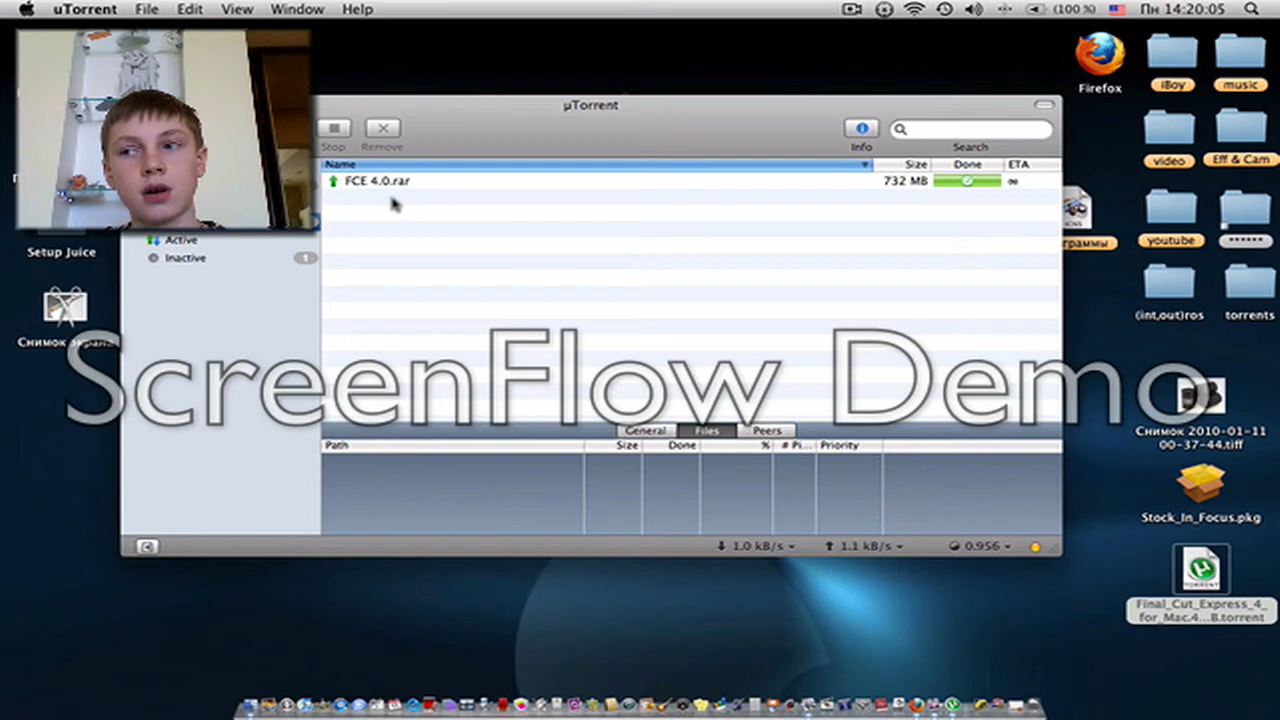 uTorrent File Edit View Window Help (100 %) Пн 14:20:05
µTorrent
Firefox
iBoy
music
Stop Remove Info Search
Name Size Done ETA
FCE 4.0.rar 732 MB ∞
video
Eff & Cam
Active
Inactive 1
Setup Juice
граммы
youtube
******
Снимок экрана
(int,out)ros
torrents
ScreenFlow Demo
General Files Peers
Path Size Done % # Pi... Priority
Снимок 2010-01-11
00-37-44.tiff
Stock_In_Focus.pkg
1.0 kB/s 1.1 kB/s 0.956
TORRENT
Final_Cut_Express_4_
for_Mac.4...B.torrent